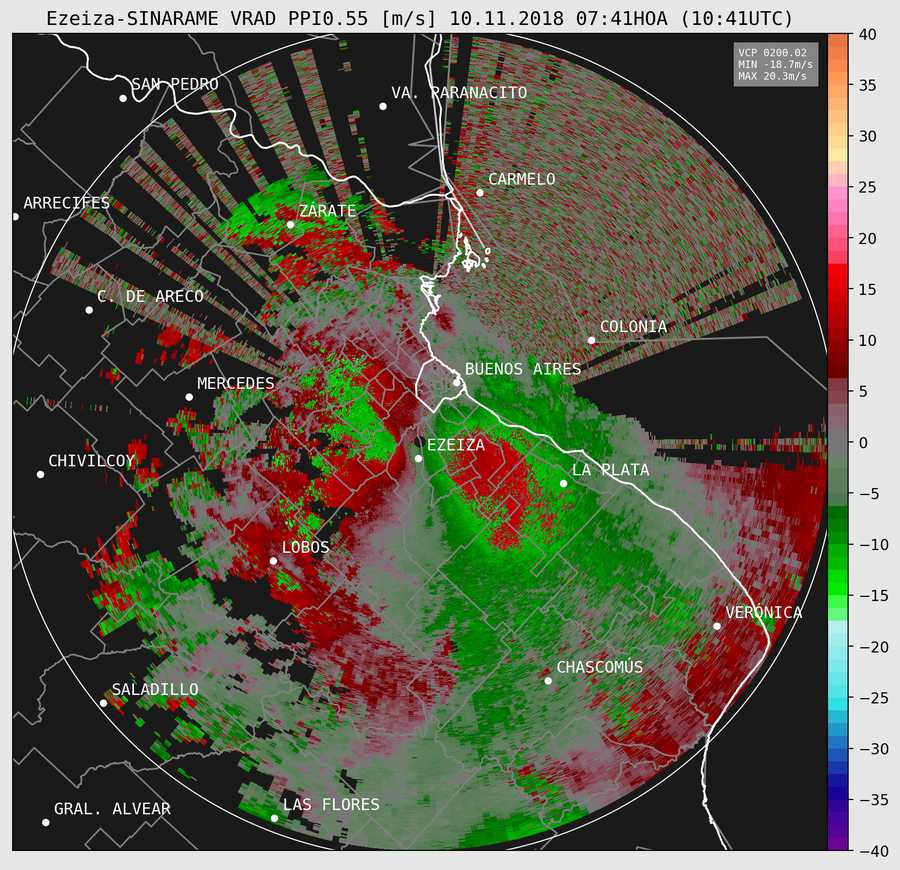 Ezeiza-SINARAME VRAD PPI0.55 [m/s] 10.11.2018 07:41HOA (10:41UTC)
VCP 0200.02
MIN -18.7m/s
MAX 20.3m/s
SAN PEDRO
VA. PARANACITO
CARMELO
ARRECIFES
ZÁRATE
C. DE ARECO
COLONIA
MERCEDES
BUENOS AIRES
EZEIZA
CHIVILCOY
LA PLATA
LOBOS
VERÓNICA
CHASCOMÚS
SALADILLO
LAS FLORES
GRAL. ALVEAR
40
35
30
25
20
15
10
5
0
−5
−10
−15
−20
−25
−30
−35
−40